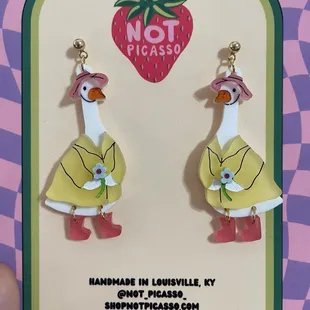 NOT
PICASSO
HANDMADE IN LOUISVILLE, KY
@NOT_PICASSO_
SHOPNOTPICASSO.COM